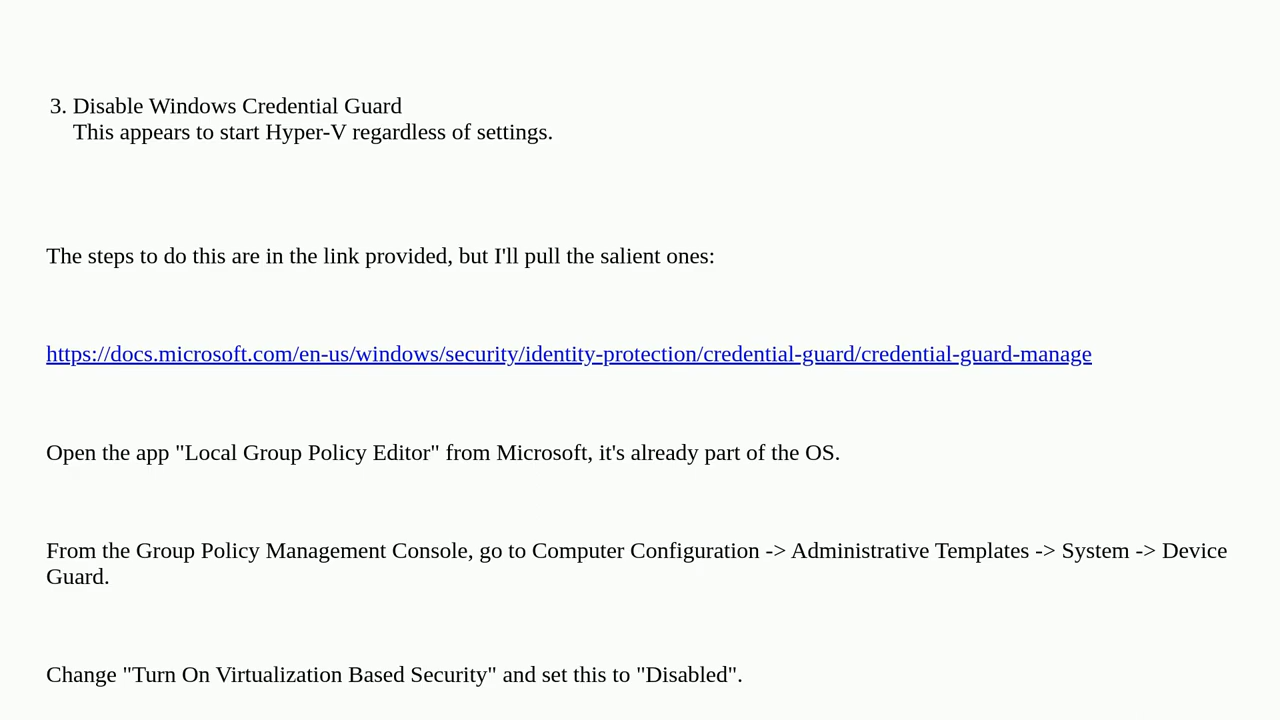 3. Disable Windows Credential Guard
This appears to start Hyper-V regardless of settings.
The steps to do this are in the link provided, but I'll pull the salient ones:
https://docs.microsoft.com/en-us/windows/security/identity-protection/credential-guard/credential-guard-manage
Open the app "Local Group Policy Editor" from Microsoft, it's already part of the OS.
From the Group Policy Management Console, go to Computer Configuration -> Administrative Templates -> System -> Device
Guard.
Change "Turn On Virtualization Based Security" and set this to "Disabled".